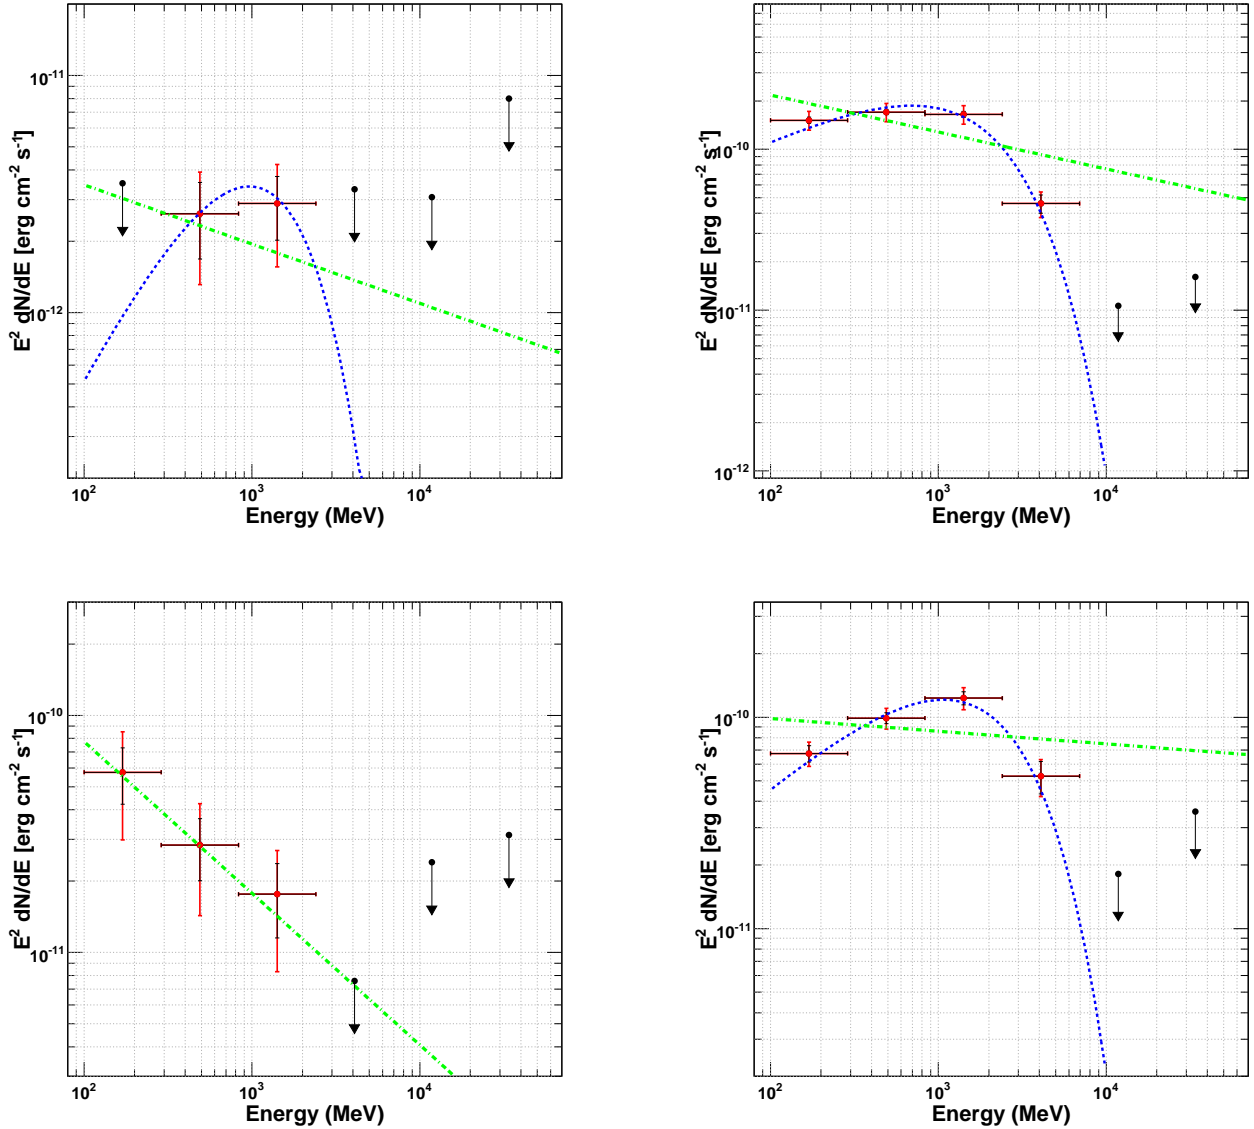 10⁻¹¹
10⁻¹²
E² dN/dE [erg cm⁻² s⁻¹]
10² 10³ 10⁴
Energy (MeV)
10⁻¹⁰
10⁻¹¹
10⁻¹²
E² dN/dE [erg cm⁻² s⁻¹]
10² 10³ 10⁴
Energy (MeV)
10⁻¹⁰
10⁻¹¹
E² dN/dE [erg cm⁻² s⁻¹]
10² 10³ 10⁴
Energy (MeV)
10⁻¹⁰
10⁻¹¹
E² dN/dE [erg cm⁻² s⁻¹]
10² 10³ 10⁴
Energy (MeV)